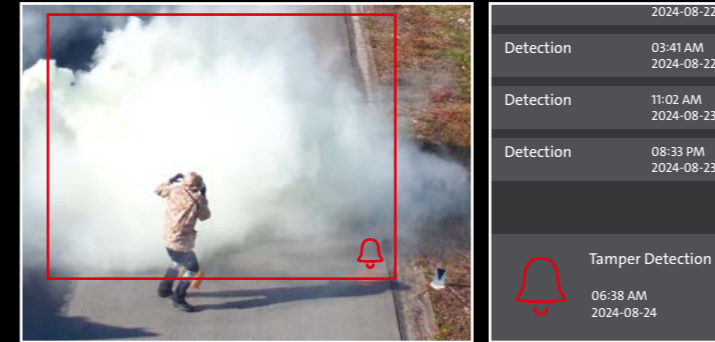 2024-08-22
Detection 03:41 AM
2024-08-22
Detection 11:02 AM
2024-08-23
Detection 08:33 PM
2024-08-23
Tamper Detection
06:38 AM
2024-08-24